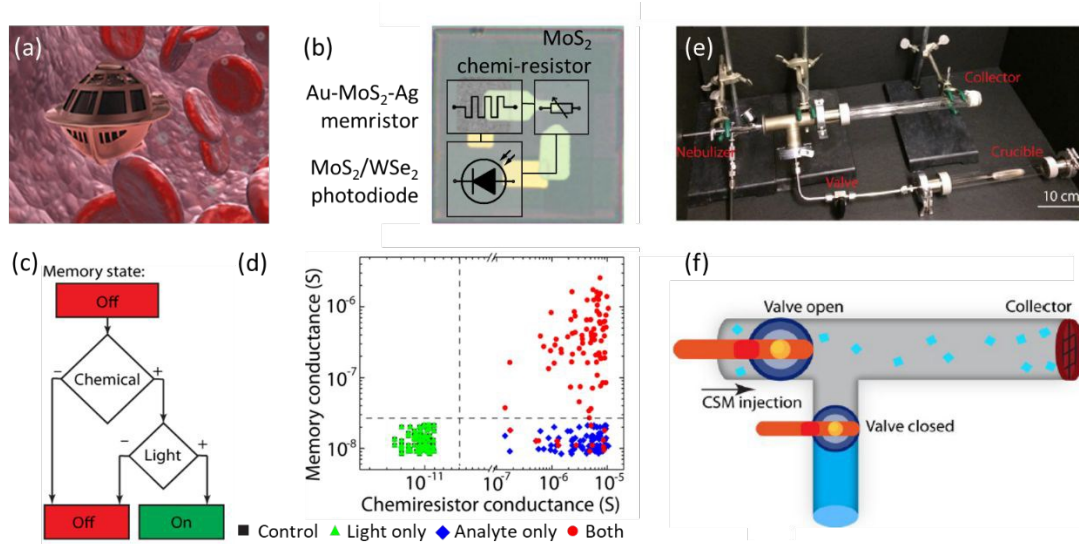 (a)
(b)
MoS2
chemi-resistor
Au-MoS2-Ag
memristor
MoS2/WSe2
photodiode
(e)
Collector
Nebulizer
Crucible
Valve
10 cm
(c)
Memory state:
Off
−
Chemical
+
−
Light
+
Off
On
(d)
Memory conductance (S)
10-6
10-7
10-8
10-11
10-7
10-6
10-5
Chemiresistor conductance (S)
Control
Light only
Analyte only
Both
(f)
Valve open
Collector
CSM injection
Valve closed